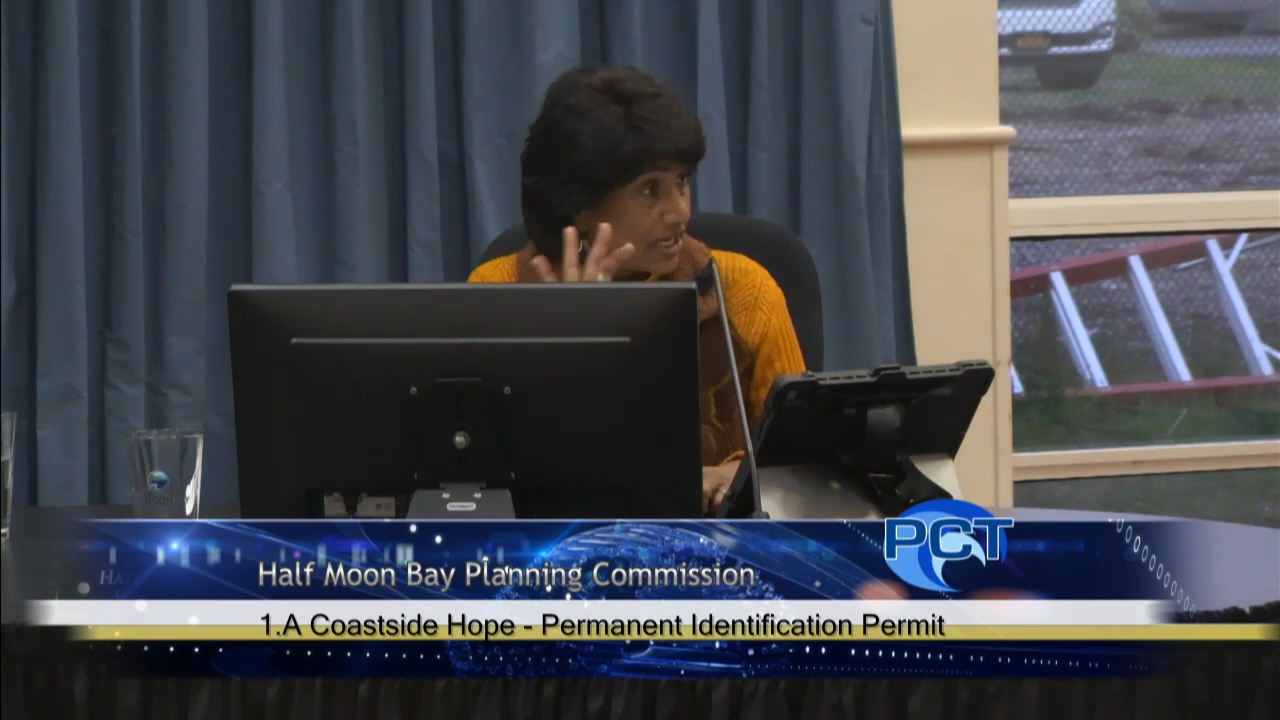 PCT
Half Moon Bay Planning Commission
1.A Coastside Hope - Permanent Identification Permit